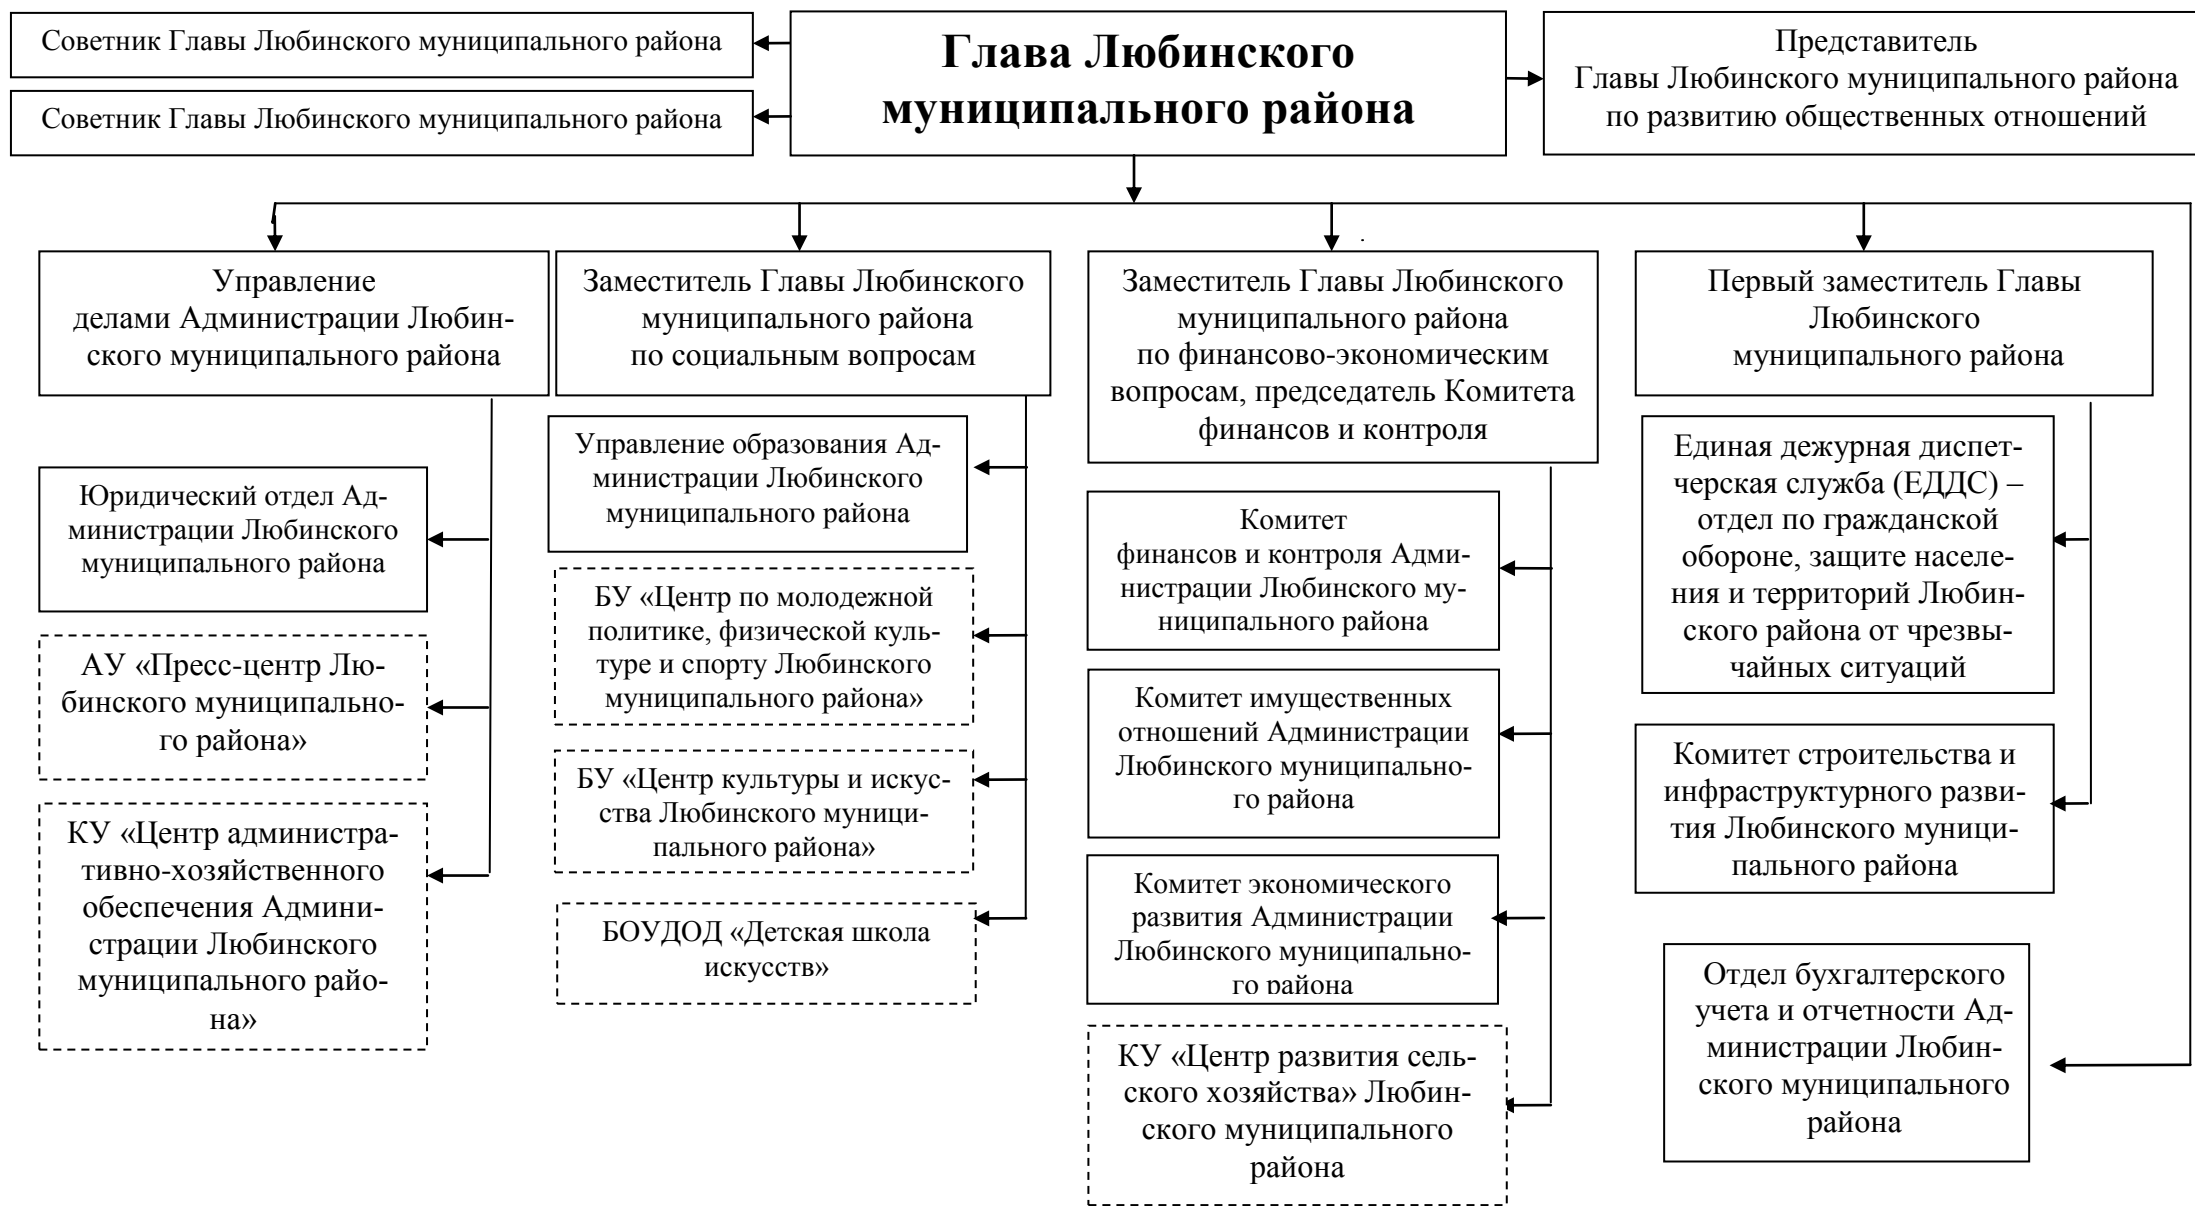 Советник Главы Любинского муниципального района
Советник Главы Любинского муниципального района
Глава Любинского
муниципального района
Представитель
Главы Любинского муниципального района
по развитию общественных отношений
Управление
делами Администрации Любин-
ского муниципального района
Юридический отдел Ад-
министрации Любинского
муниципального района
АУ «Пресс-центр Лю-
бинского муниципально-
го района»
КУ «Центр администра-
тивно-хозяйственного
обеспечения Админи-
страции Любинского
муниципального райо-
на»
Заместитель Главы Любинского
муниципального района
по социальным вопросам
Управление образования Ад-
министрации Любинского
муниципального района
БУ «Центр по молодежной
политике, физической куль-
туре и спорту Любинского
муниципального района»
БУ «Центр культуры и искус-
ства Любинского муници-
пального района»
БОУДОД «Детская школа
искусств»
Заместитель Главы Любинского
муниципального района
по финансово-экономическим
вопросам, председатель Комитета
финансов и контроля
Комитет
финансов и контроля Адми-
нистрации Любинского му-
ниципального района
Комитет имущественных
отношений Администрации
Любинского муниципально-
го района
Комитет экономического
развития Администрации
Любинского муниципально-
го района
КУ «Центр развития сель-
ского хозяйства» Любин-
ского муниципального
района
Первый заместитель Главы
Любинского
муниципального района
Единая дежурная диспет-
черская служба (ЕДДС) –
отдел по гражданской
обороне, защите населе-
ния и территорий Любин-
ского района от чрезвы-
чайных ситуаций
Комитет строительства и
инфраструктурного разви-
тия Любинского муници-
пального района
Отдел бухгалтерского
учета и отчетности Ад-
министрации Любин-
ского муниципального
района